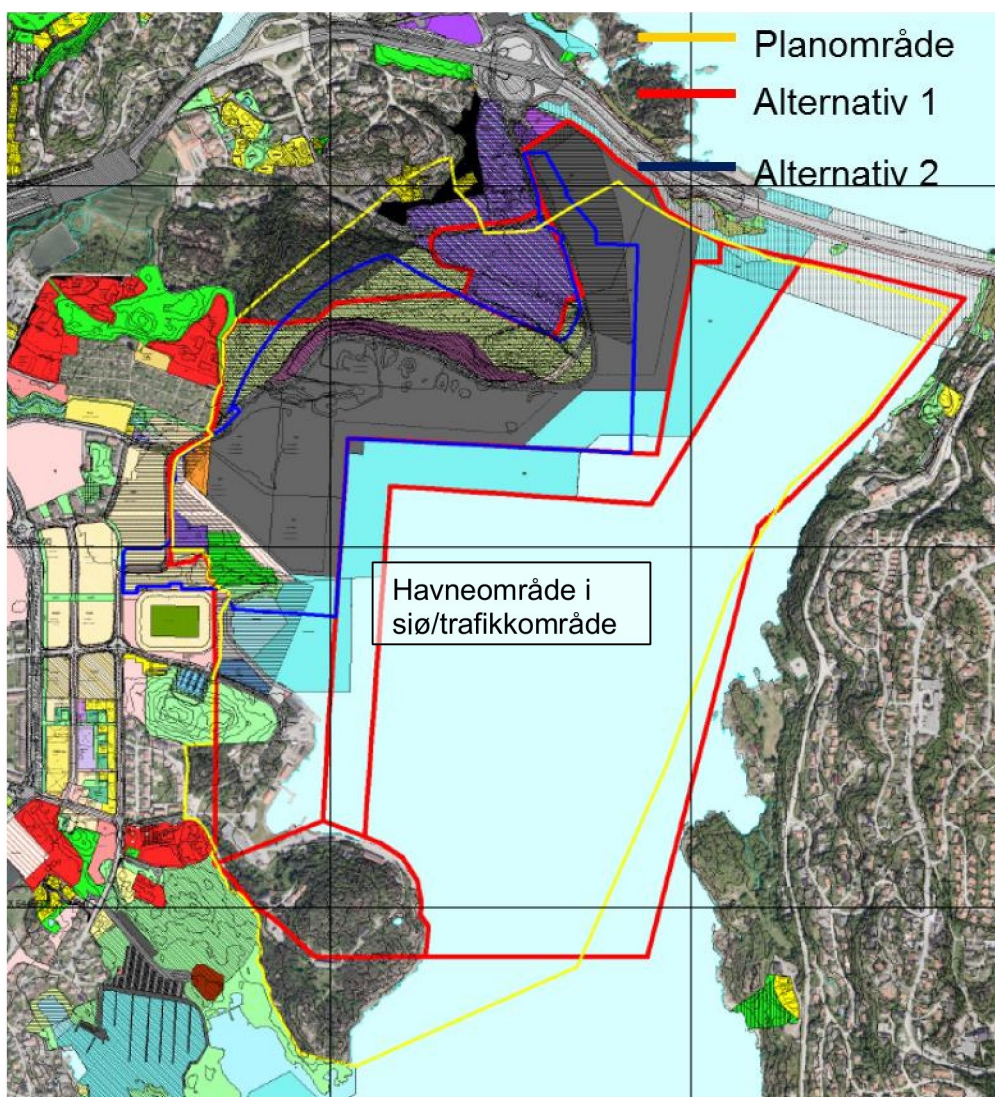 Planområde
Alternativ 1
Alternativ 2
Havneområde i
sjø/trafikkområde